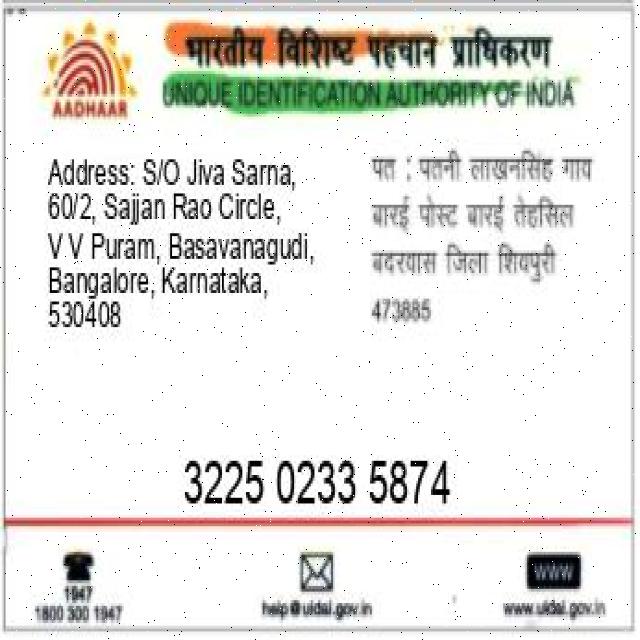 भारतीय विशिष्ट पहचान प्राधिकरण
AADHAAR
UNIQUE IDENTIFICATION AUTHORITY OF INDIA
Address: S/O Jiva Sarna,
60/2, Sajjan Rao Circle,
V V Puram, Basavanagudi,
Bangalore, Karnataka,
530408
पत : पतनी लाखनसिंह गाव
बारई पोस्ट बारई तेहसिल
बदरवास जिला शिवपुरी
473885
3225 0233 5874
1947
1800 300 1947
help@uidai.gov.in
www
www.uidai.gov.in